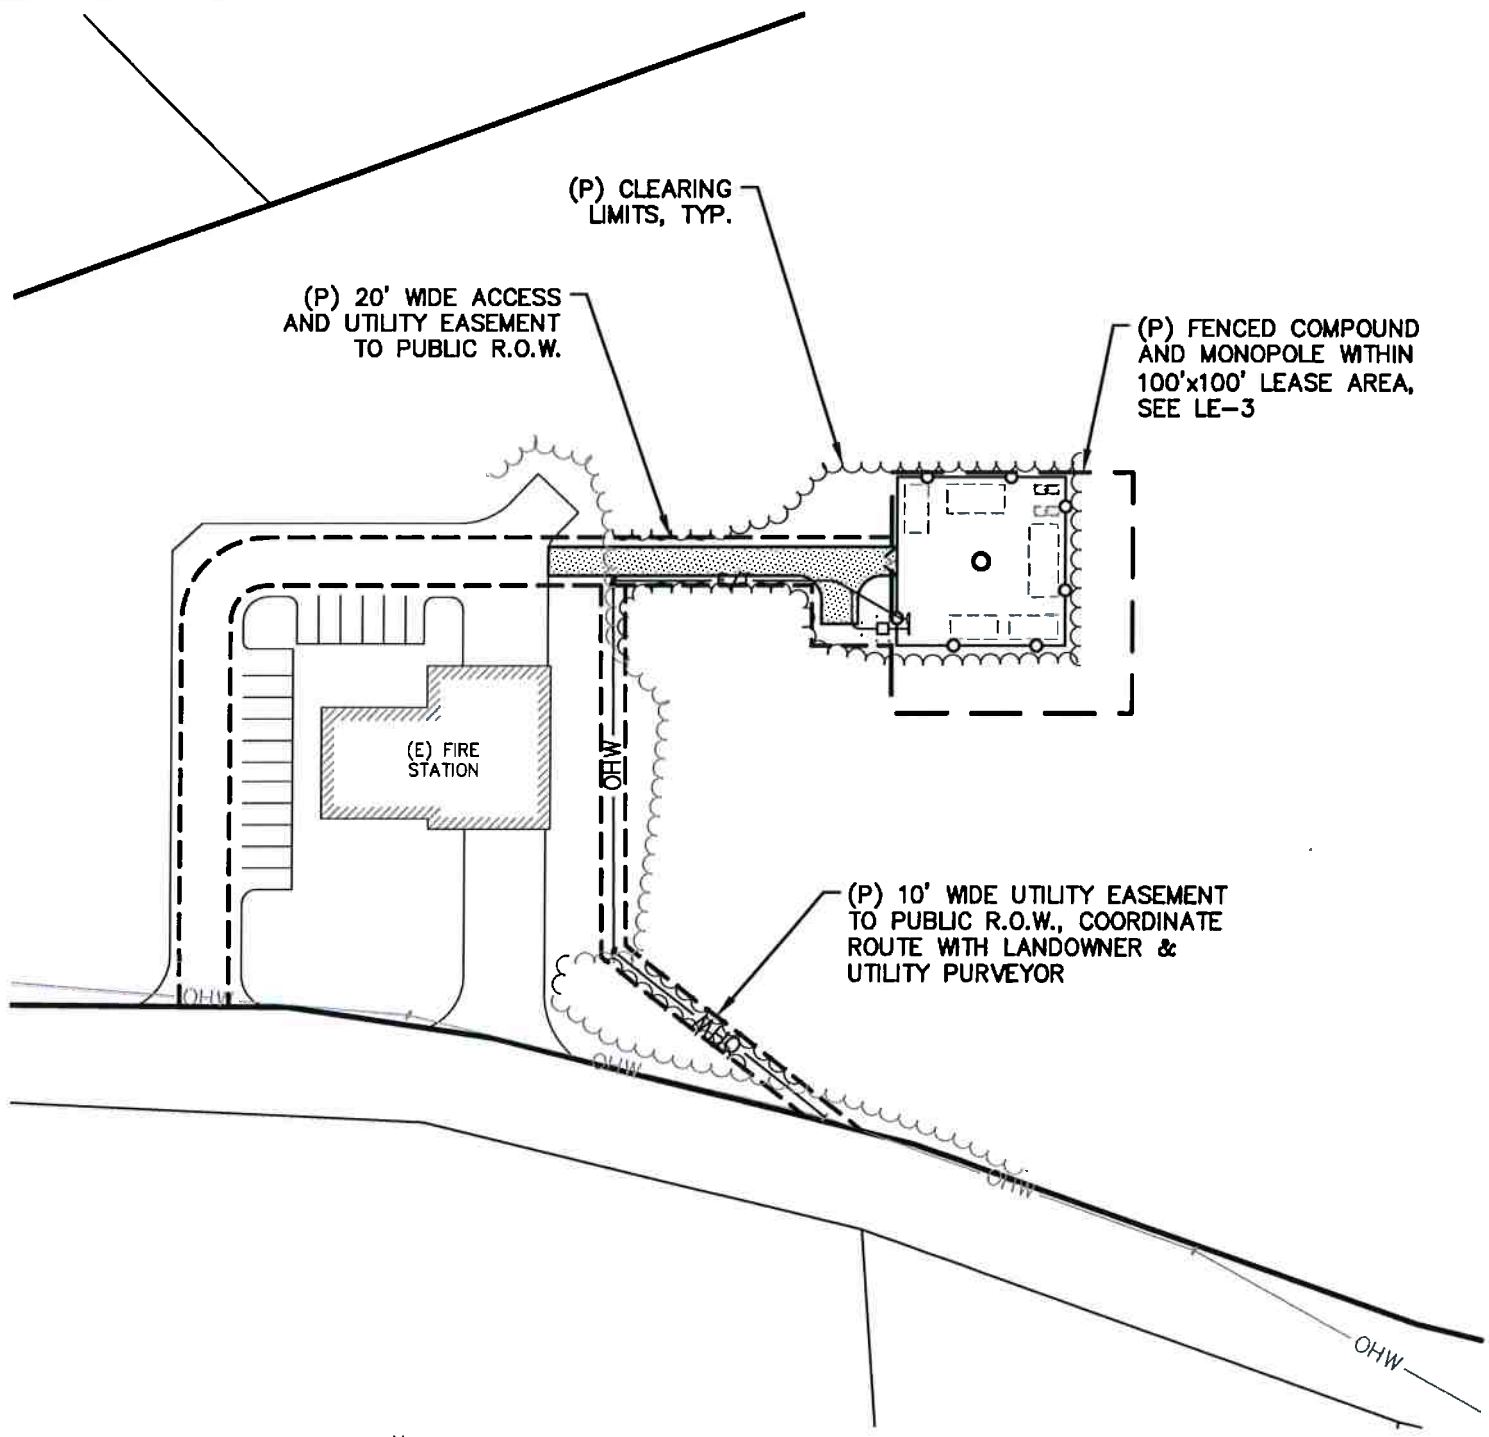 (P) CLEARING
LIMITS, TYP.
(P) 20' WIDE ACCESS
AND UTILITY EASEMENT
TO PUBLIC R.O.W.
(P) FENCED COMPOUND
AND MONOPOLE WITHIN
100'x100' LEASE AREA,
SEE LE-3
(E) FIRE
STATION
OHW
(P) 10' WIDE UTILITY EASEMENT
TO PUBLIC R.O.W., COORDINATE
ROUTE WITH LANDOWNER &
UTILITY PURVEYOR
OHW
OHW
OHW
OHW
OHW